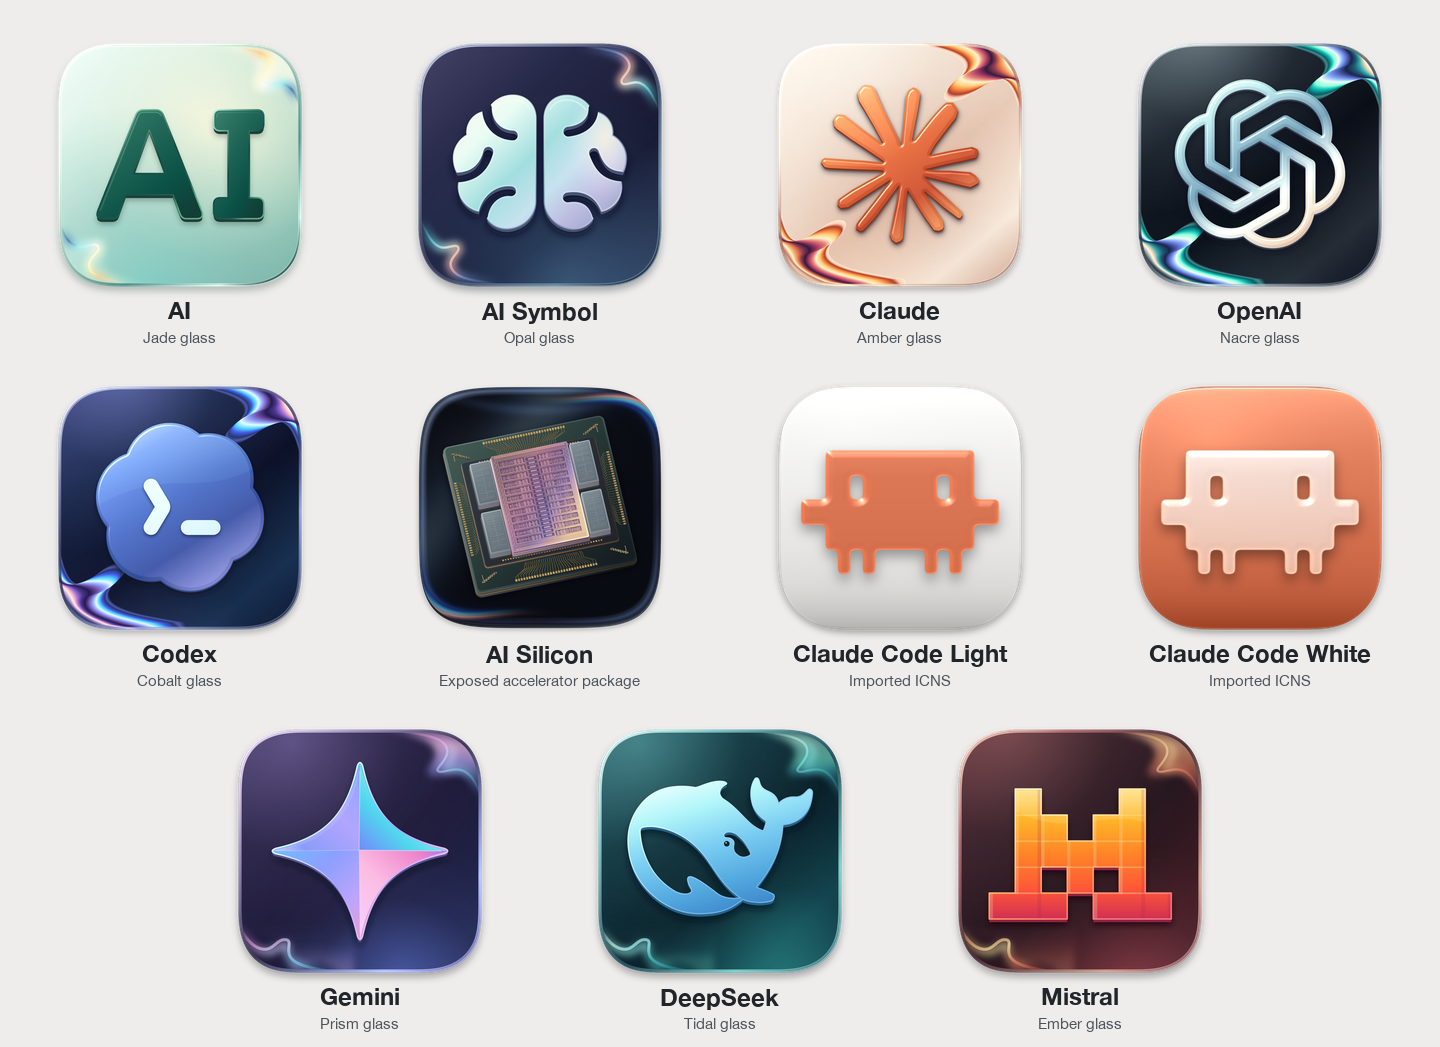 AI
AI
Jade glass
AI Symbol
Opal glass
Claude
Amber glass
OpenAI
Nacre glass
Codex
Cobalt glass
AI Silicon
Exposed accelerator package
Claude Code Light
Imported ICNS
Claude Code White
Imported ICNS
Gemini
Prism glass
DeepSeek
Tidal glass
Mistral
Ember glass